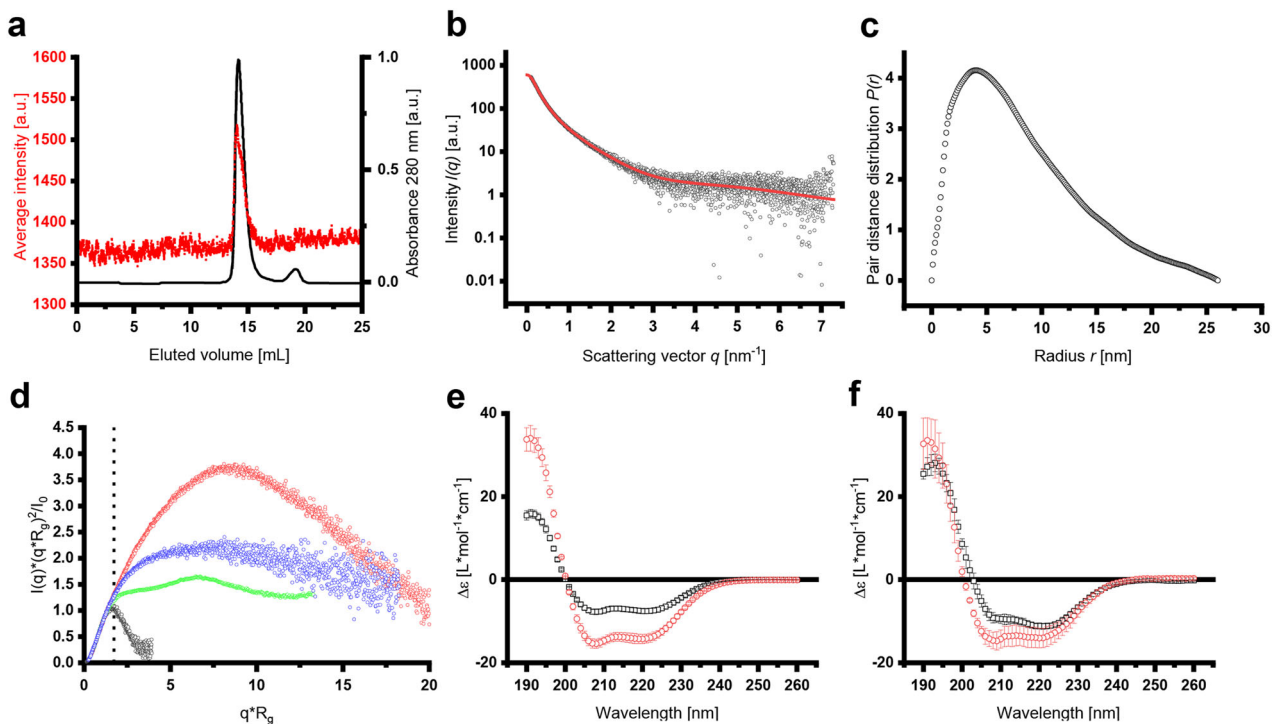 a
1600
1550
1500
1450
1400
1350
1300
Average intensity [a.u.]
1.0
0.5
0.0
Absorbance 280 nm [a.u.]
0 5 10 15 20 25
Eluted volume [mL]
b
1000
100
10
1
0.1
0.01
Intensity I(q) [a.u.]
0 1 2 3 4 5 6 7
Scattering vector q [nm⁻¹]
c
4
2
0
Pair distance distribution P(r)
0 5 10 15 20 25 30
Radius r [nm]
d
4.5
4.0
3.5
3.0
2.5
2.0
1.5
1.0
0.5
0.0
I(q)*(q*Rg)²/I₀
0 5 10 15 20
q*Rg
e
40
20
0
-20
Δε [L*mol⁻¹*cm⁻¹]
190 200 210 220 230 240 250 260
Wavelength [nm]
f
40
20
0
-20
Δε [L*mol⁻¹*cm⁻¹]
190 200 210 220 230 240 250 260
Wavelength [nm]